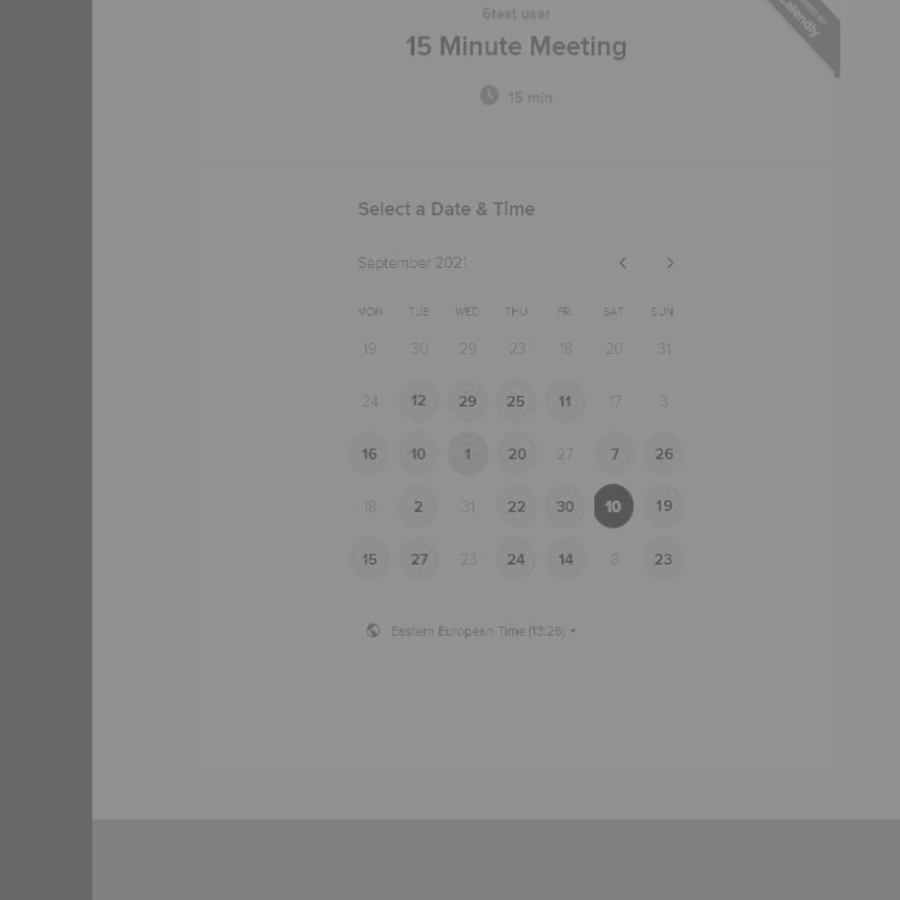 6test user
POWERED BY
Calendly
15 Minute Meeting
15 min
Select a Date & Time
September 2021
MON TUE WED THU FRI SAT SUN
19 30 29 23 18 20 31
24 12 29 25 11 17 3
16 10 1 20 27 7 26
18 2 31 22 30 10 19
15 27 23 24 14 8 23
Eastern European Time (13:26)